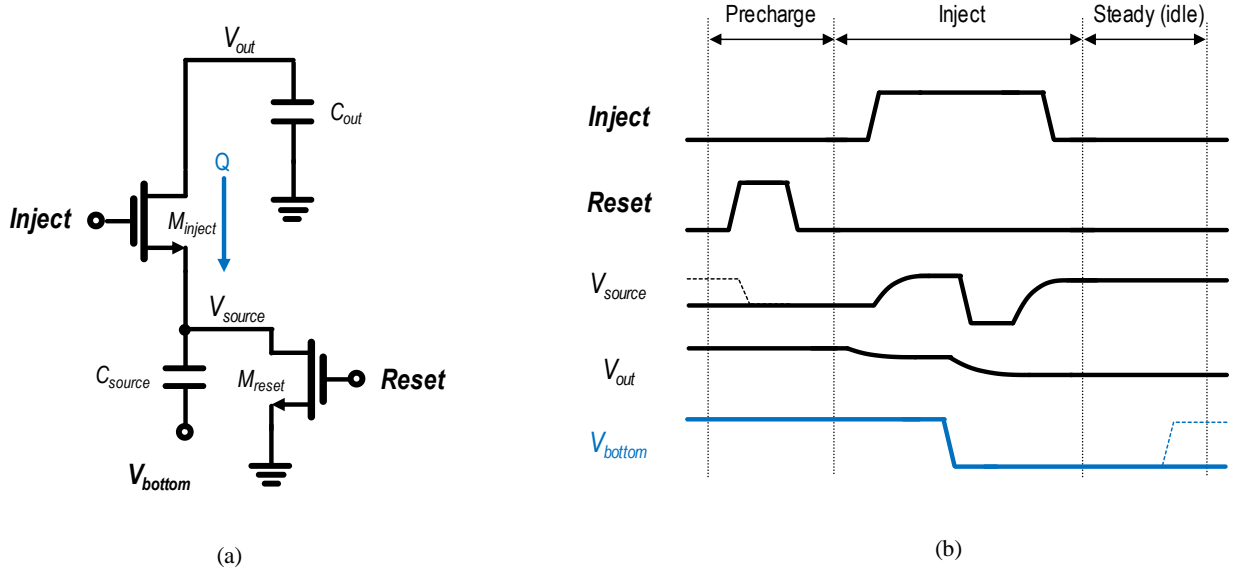 V_out
C_out
Q
Inject
M_inject
V_source
C_source
M_reset
Reset
V_bottom
(a)
Precharge
Inject
Steady (idle)
Inject
Reset
V_source
V_out
V_bottom
(b)